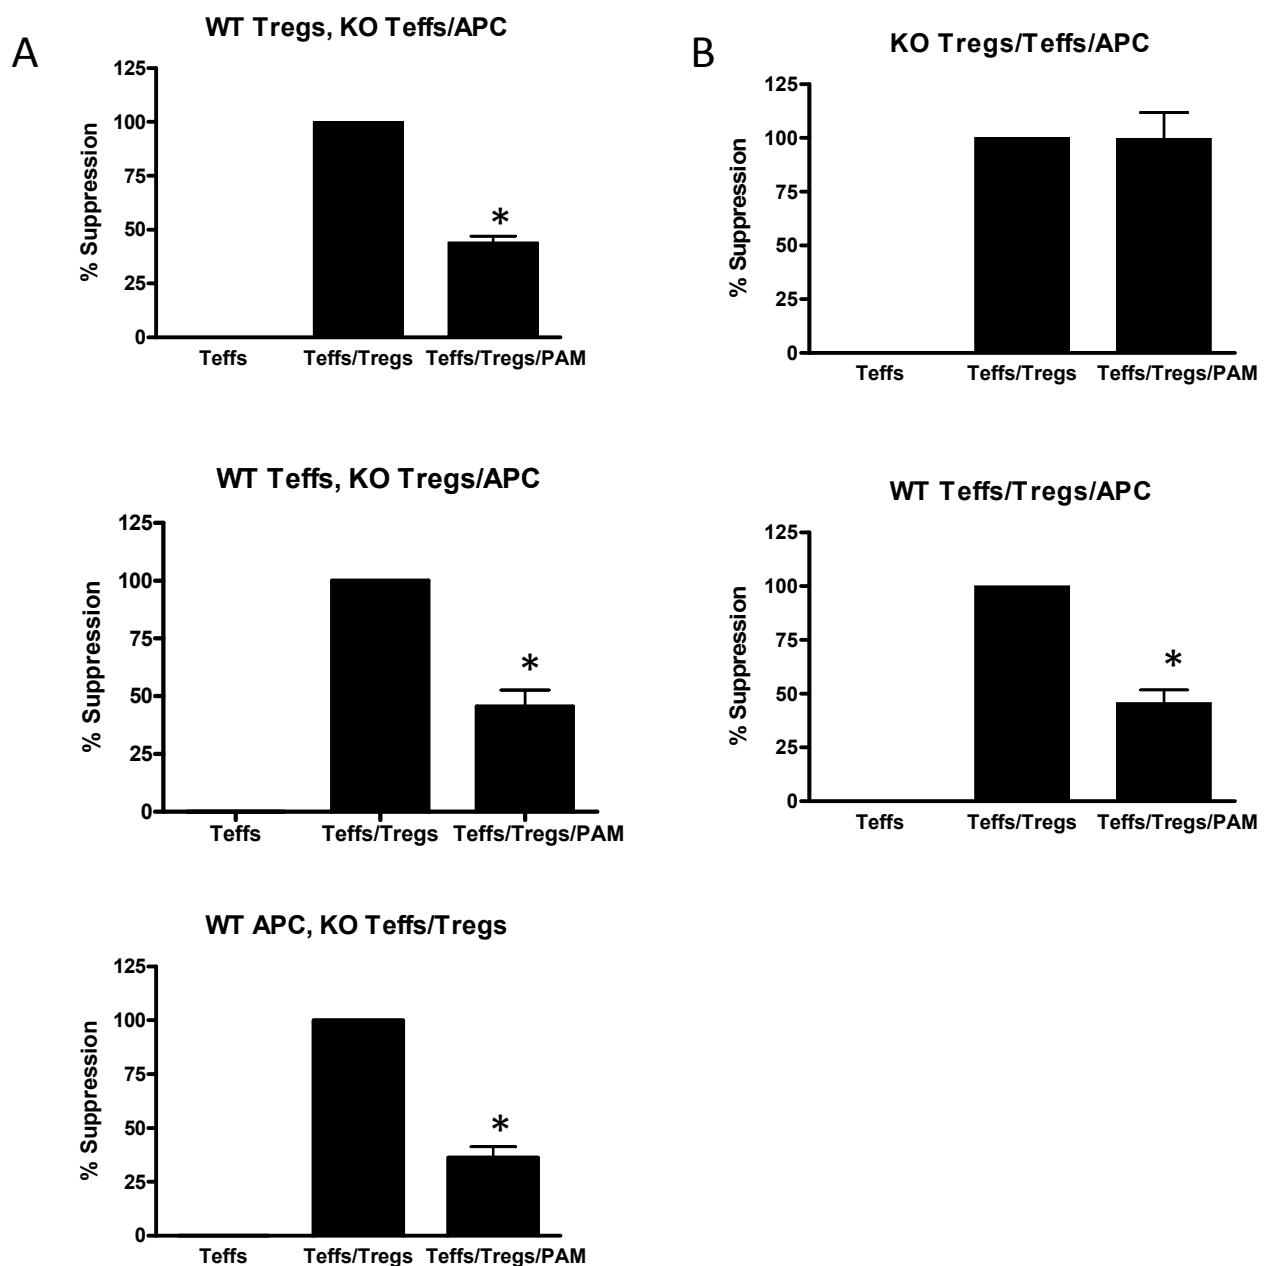 A
WT Tregs, KO Teffs/APC
% Suppression
125
100
75
50
25
0
*
Teffs
Teffs/Tregs
Teffs/Tregs/PAM
WT Teffs, KO Tregs/APC
% Suppression
125
100
75
50
25
0
*
Teffs
Teffs/Tregs
Teffs/Tregs/PAM
WT APC, KO Teffs/Tregs
% Suppression
125
100
75
50
25
0
*
Teffs
Teffs/Tregs
Teffs/Tregs/PAM
B
KO Tregs/Teffs/APC
% Suppression
125
100
75
50
25
0
Teffs
Teffs/Tregs
Teffs/Tregs/PAM
WT Teffs/Tregs/APC
% Suppression
125
100
75
50
25
0
*
Teffs
Teffs/Tregs
Teffs/Tregs/PAM